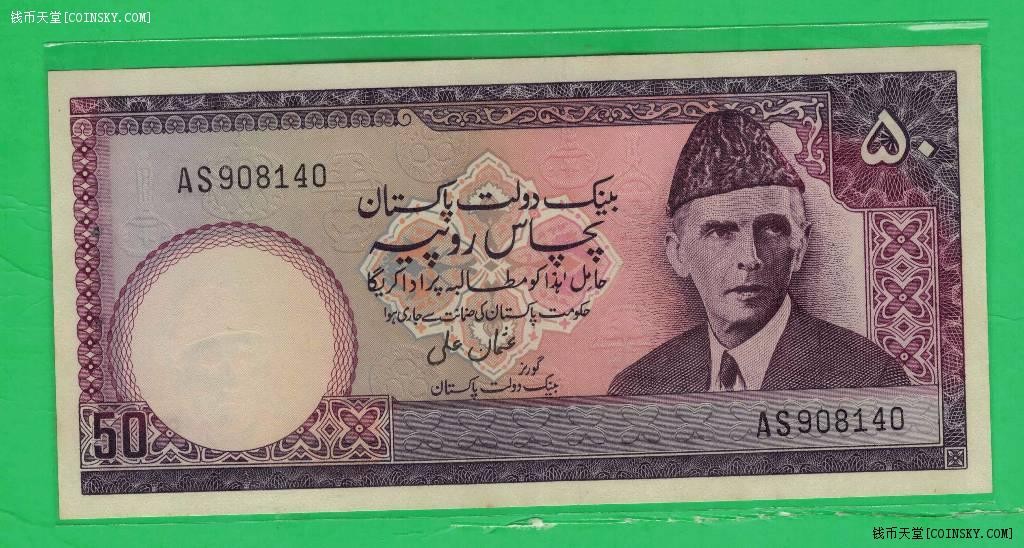 钱币天堂[COINSKY.COM]
۵۰
AS908140
بینک دولت پاکستان
پچاس روپیہ
حامل ہٰذا کو مطالبہ پر ادا کریگا
حکومت پاکستان کی ضمانت سے جاری ہوا
عثمان علی
گورنر
بینک دولت پاکستان
50
AS908140
钱币天堂[COINSKY.COM]